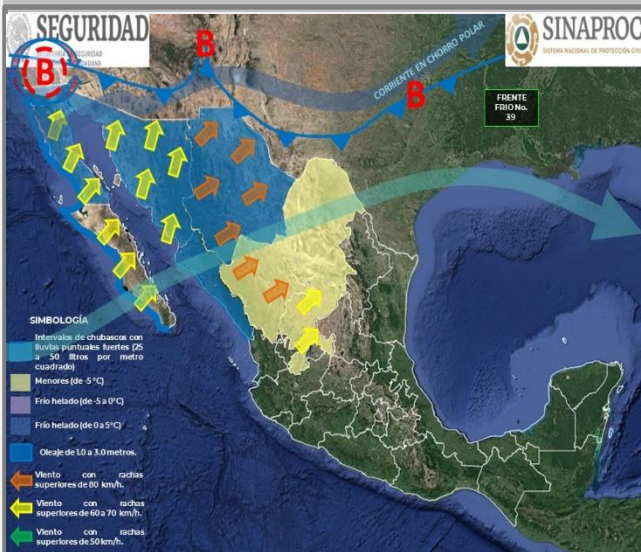 SEGURIDAD
SINAPROC
SISTEMA NACIONAL DE PROTECCIÓN CIVIL
B
B
B
CORRIENTE EN CHORRO POLAR
FRENTE
FRIO No.
39
SIMBOLOGÍA
Intervalos de chubascos con
lluvias puntuales fuertes (25
a 50 litros por metro
cuadrado)
Menores (de -5 °C)
Frío helado (de -5 a 0°C)
Frío helado (de 0 a 5°C)
Oleaje de 1.0 a 3.0 metros.
Viento con rachas
superiores de 80 km/h.
Viento con rachas
superiores de 60 a 70 km/h.
Viento con rachas
superiores de 50 km/h.